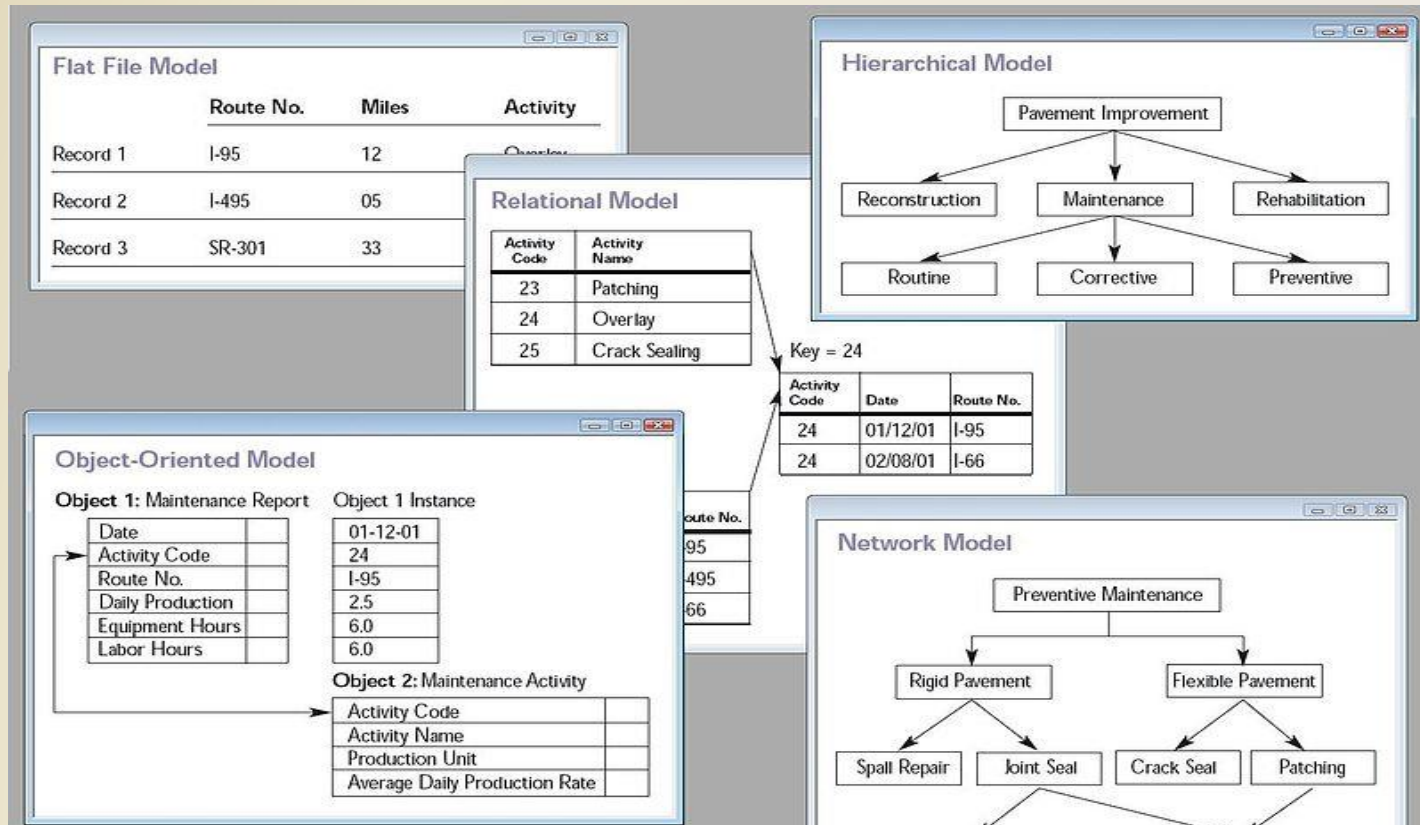 Flat File Model
Route No. Miles Activity
Record 1 I-95 12
Record 2 I-495 05
Record 3 SR-301 33
Hierarchical Model
Pavement Improvement
Reconstruction Maintenance Rehabilitation
Routine Corrective Preventive
Relational Model
Activity Code Activity Name
23 Patching
24 Overlay
25 Crack Sealing
Key = 24
Activity Code Date Route No.
24 01/12/01 I-95
24 02/08/01 I-66
No.
95
495
66
Object-Oriented Model
Object 1: Maintenance Report Object 1 Instance
Date 01-12-01
Activity Code 24
Route No. I-95
Daily Production 2.5
Equipment Hours 6.0
Labor Hours 6.0
Object 2: Maintenance Activity
Activity Code
Activity Name
Production Unit
Average Daily Production Rate
Network Model
Preventive Maintenance
Rigid Pavement Flexible Pavement
Spall Repair Joint Seal Crack Seal Patching